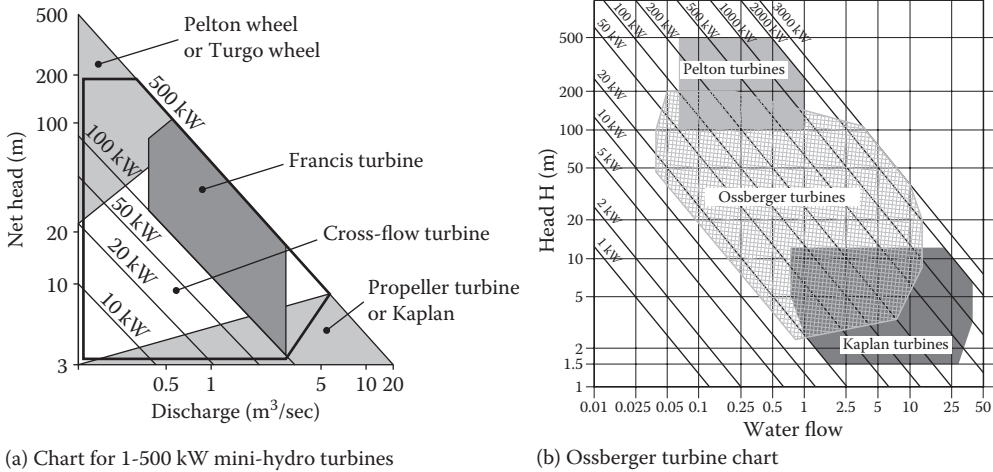 500
200
100
20
10
3
Net head (m)
Pelton wheel
or Turgo wheel
500 kW
100 kW
50 kW
20 kW
10 kW
Francis turbine
Cross-flow turbine
Propeller turbine
or Kaplan
0.5
1
5
10
20
Discharge (m³/sec)
(a) Chart for 1-500 kW mini-hydro turbines
500
200
100
50
20
10
5
2
1.5
1
Head H (m)
50 kW
100 kW
200 kW
500 kW
1000 kW
2000 kW
3000 kW
20 kW
10 kW
5 kW
2 kW
1 kW
Pelton turbines
Ossberger turbines
Kaplan turbines
0.01
0.025
0.05
0.1
0.25
0.5
1
2.5
5
10
25
50
Water flow
(b) Ossberger turbine chart